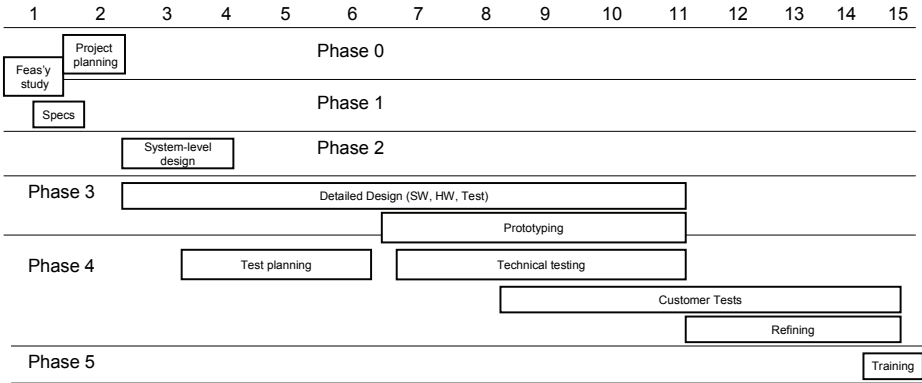 1 2 3 4 5 6 7 8 9 10 11 12 13 14 15
Project
planning
Phase 0
Feas'y
study
Specs
Phase 1
System-level
design
Phase 2
Phase 3
Detailed Design (SW, HW, Test)
Prototyping
Phase 4
Test planning
Technical testing
Customer Tests
Refining
Phase 5
Training